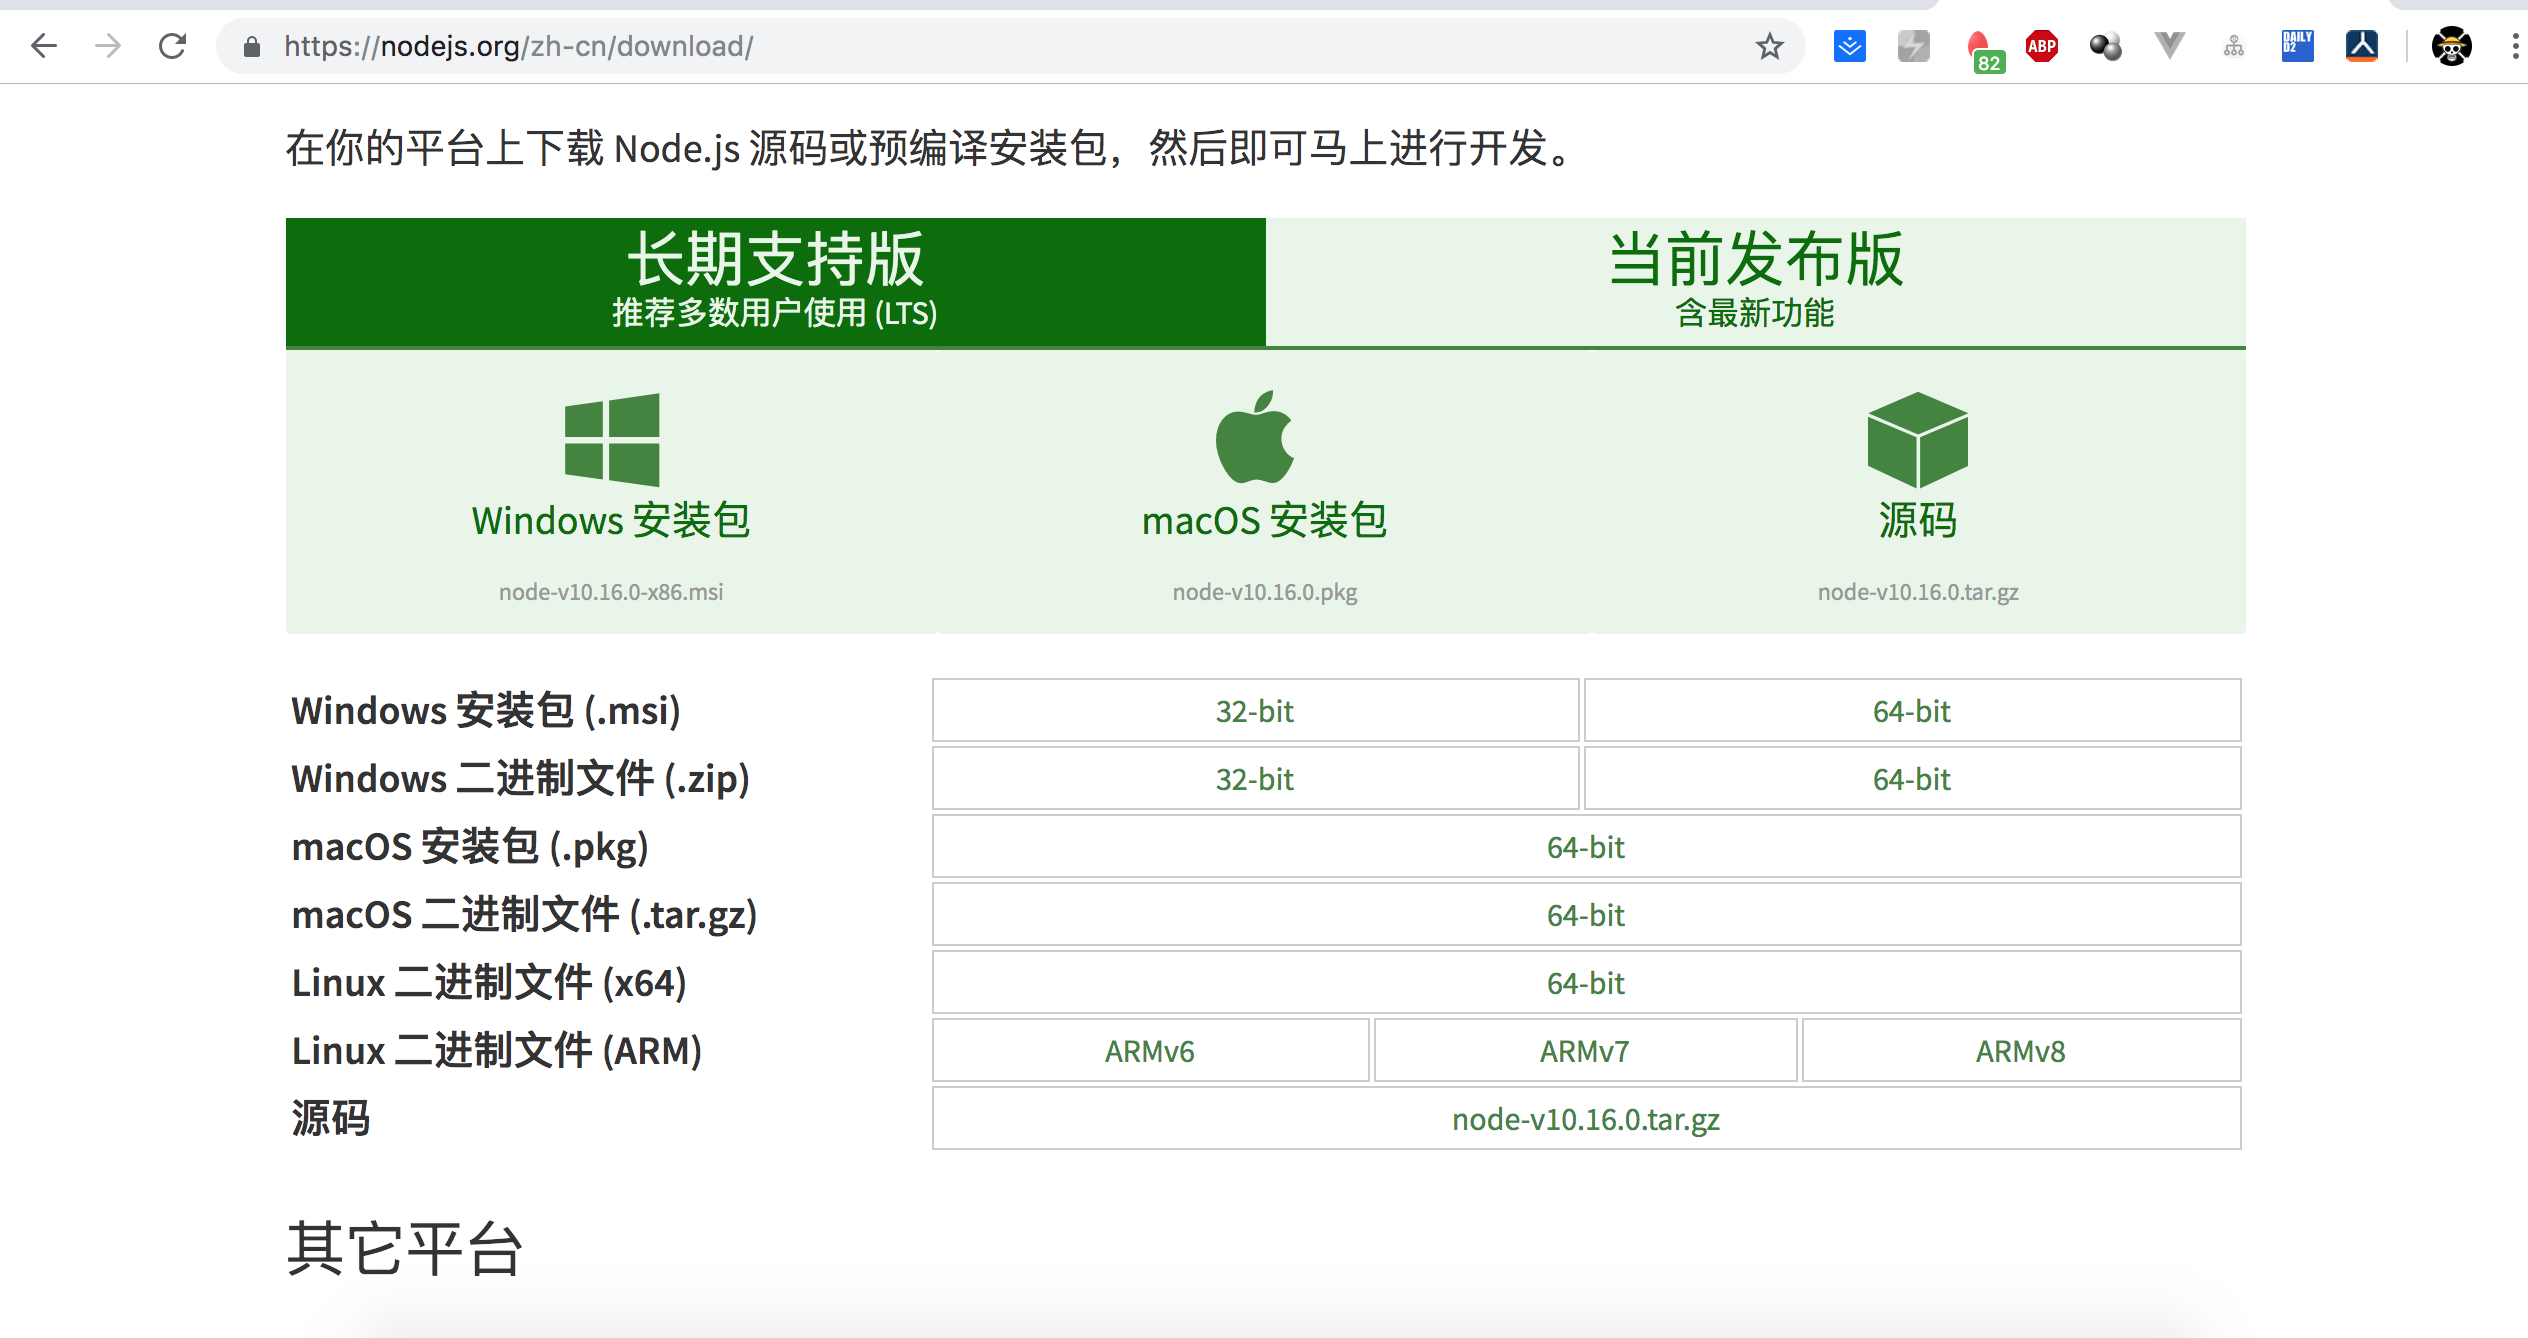 https://nodejs.org/zh-cn/download/
82
ABP
DAILY
D2
在你的平台上下载 Node.js 源码或预编译安装包，然后即可马上进行开发。
长期支持版
推荐多数用户使用 (LTS)
当前发布版
含最新功能
Windows 安装包
node-v10.16.0-x86.msi
macOS 安装包
node-v10.16.0.pkg
源码
node-v10.16.0.tar.gz
Windows 安装包 (.msi) 32-bit 64-bit
Windows 二进制文件 (.zip) 32-bit 64-bit
macOS 安装包 (.pkg) 64-bit
macOS 二进制文件 (.tar.gz) 64-bit
Linux 二进制文件 (x64) 64-bit
Linux 二进制文件 (ARM) ARMv6 ARMv7 ARMv8
源码 node-v10.16.0.tar.gz
其它平台